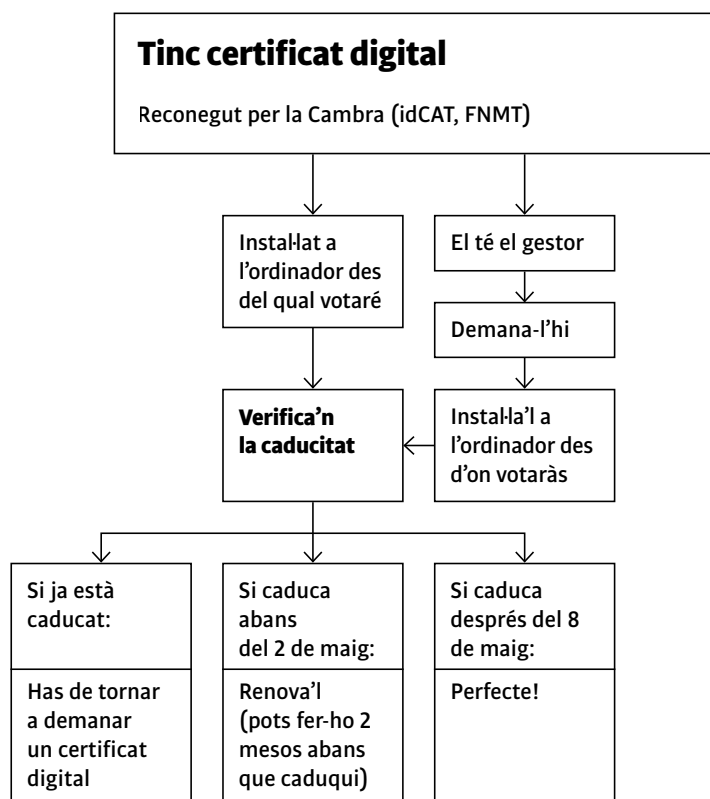 Tinc certificat digital
Reconegut per la Cambra (idCAT, FNMT)
Instal·lat a
l’ordinador des
del qual votaré
El té el gestor
Demana-l’hi
Verifica’n
la caducitat
Instal·la’l a
l’ordinador des
d’on votaràs
Si ja està
caducat:
Has de tornar
a demanar
un certificat
digital
Si caduca
abans
del 2 de maig:
Renova’l
(pots fer-ho 2
mesos abans
que caduqui)
Si caduca
després del 8
de maig:
Perfecte!